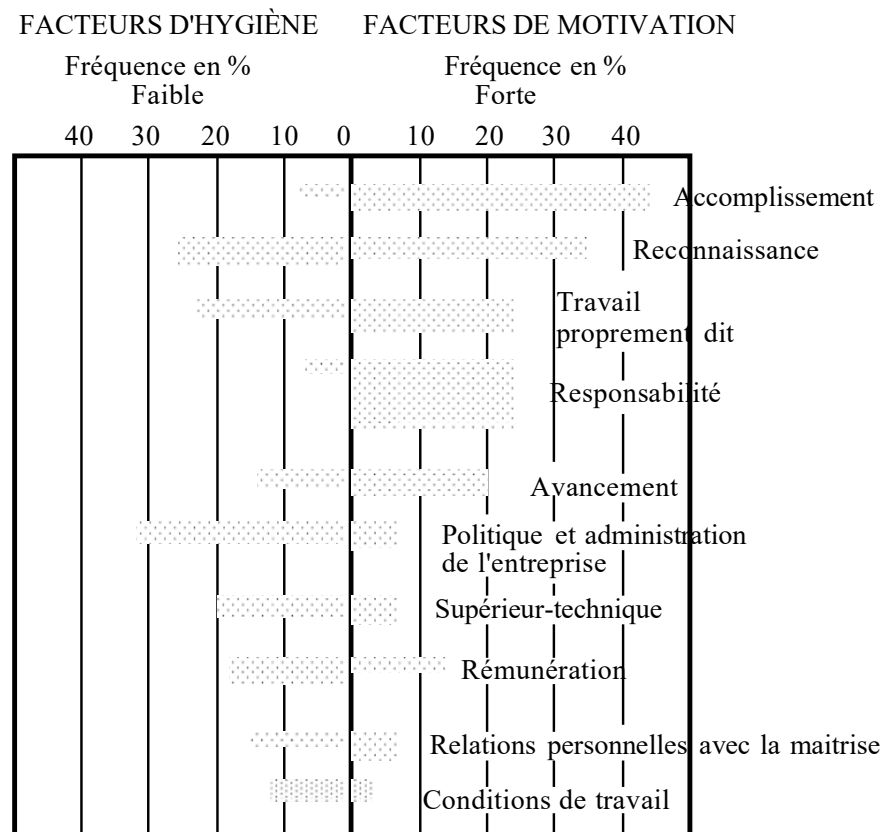 FACTEURS D'HYGIÈNE FACTEURS DE MOTIVATION
Fréquence en % Fréquence en %
Faible Forte
40 30 20 10 0 10 20 30 40
Accomplissement
Reconnaissance
Travail
proprement dit
Responsabilité
Avancement
Politique et administration
de l'entreprise
Supérieur-technique
Rémunération
Relations personnelles avec la maitrise
Conditions de travail